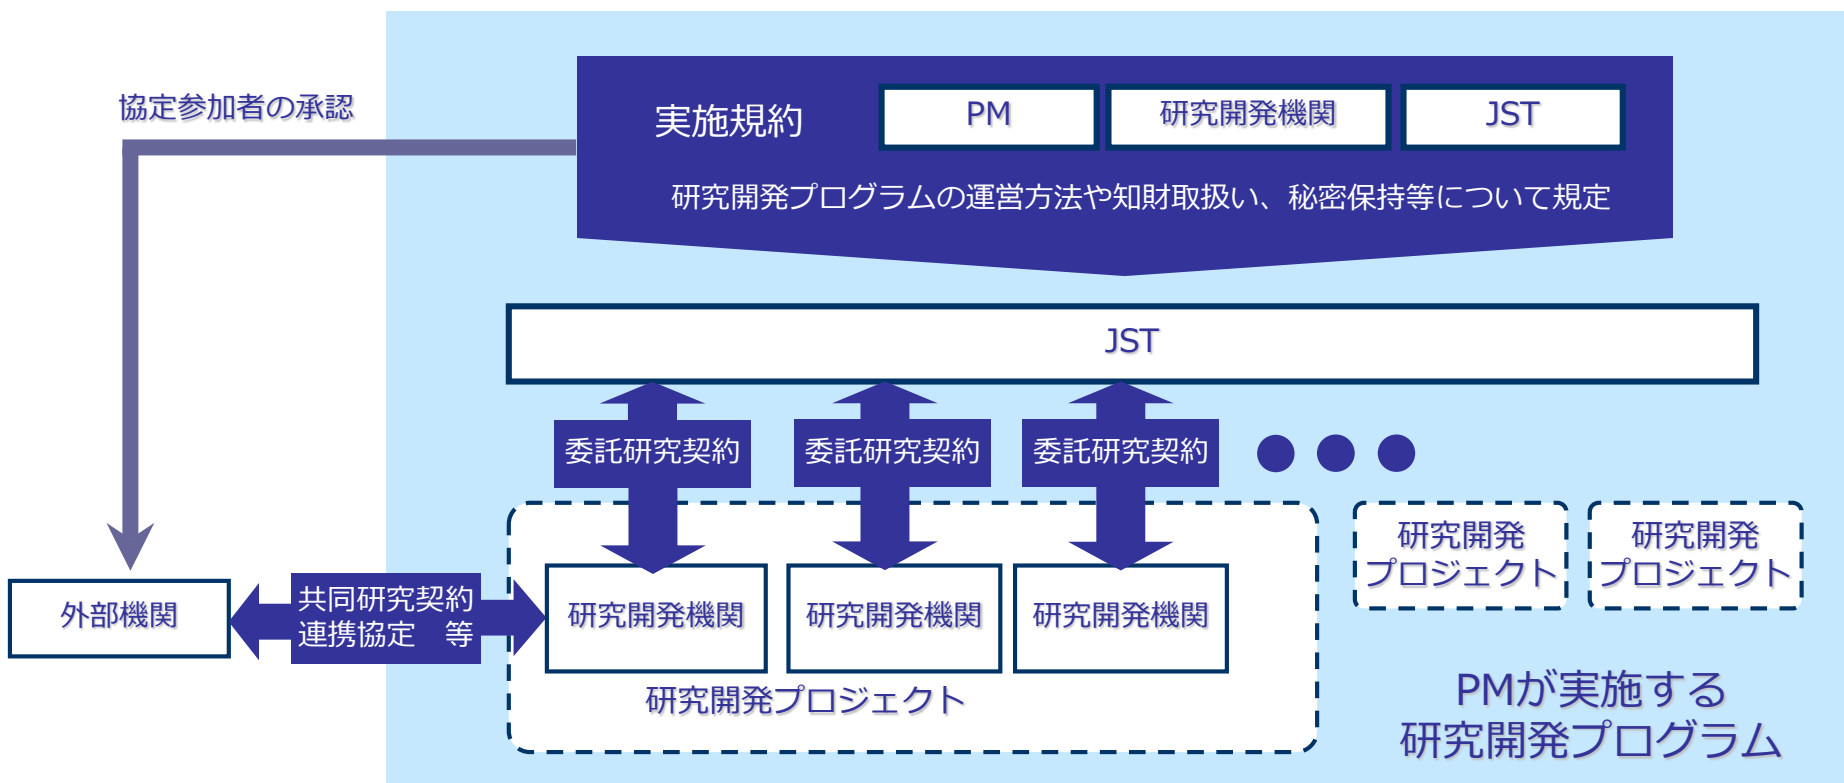 協定参加者の承認
実施規約
PM
研究開発機関
JST
研究開発プログラムの運営方法や知財取扱い、秘密保持等について規定
JST
委託研究契約
委託研究契約
委託研究契約
外部機関
共同研究契約
連携協定　等
研究開発機関
研究開発機関
研究開発機関
研究開発プロジェクト
研究開発
プロジェクト
研究開発
プロジェクト
PMが実施する
研究開発プログラム